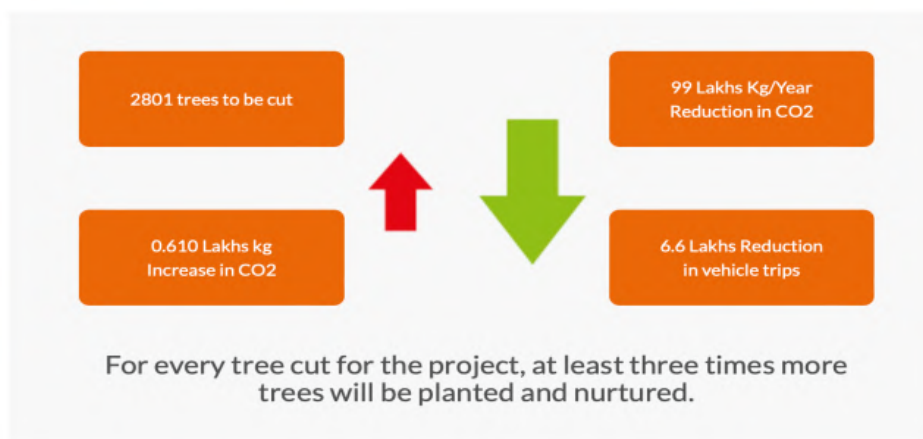 2801 trees to be cut
0.610 Lakhs kg
Increase in CO2
99 Lakhs Kg/Year
Reduction in CO2
6.6 Lakhs Reduction
in vehicle trips
For every tree cut for the project, at least three times more
trees will be planted and nurtured.